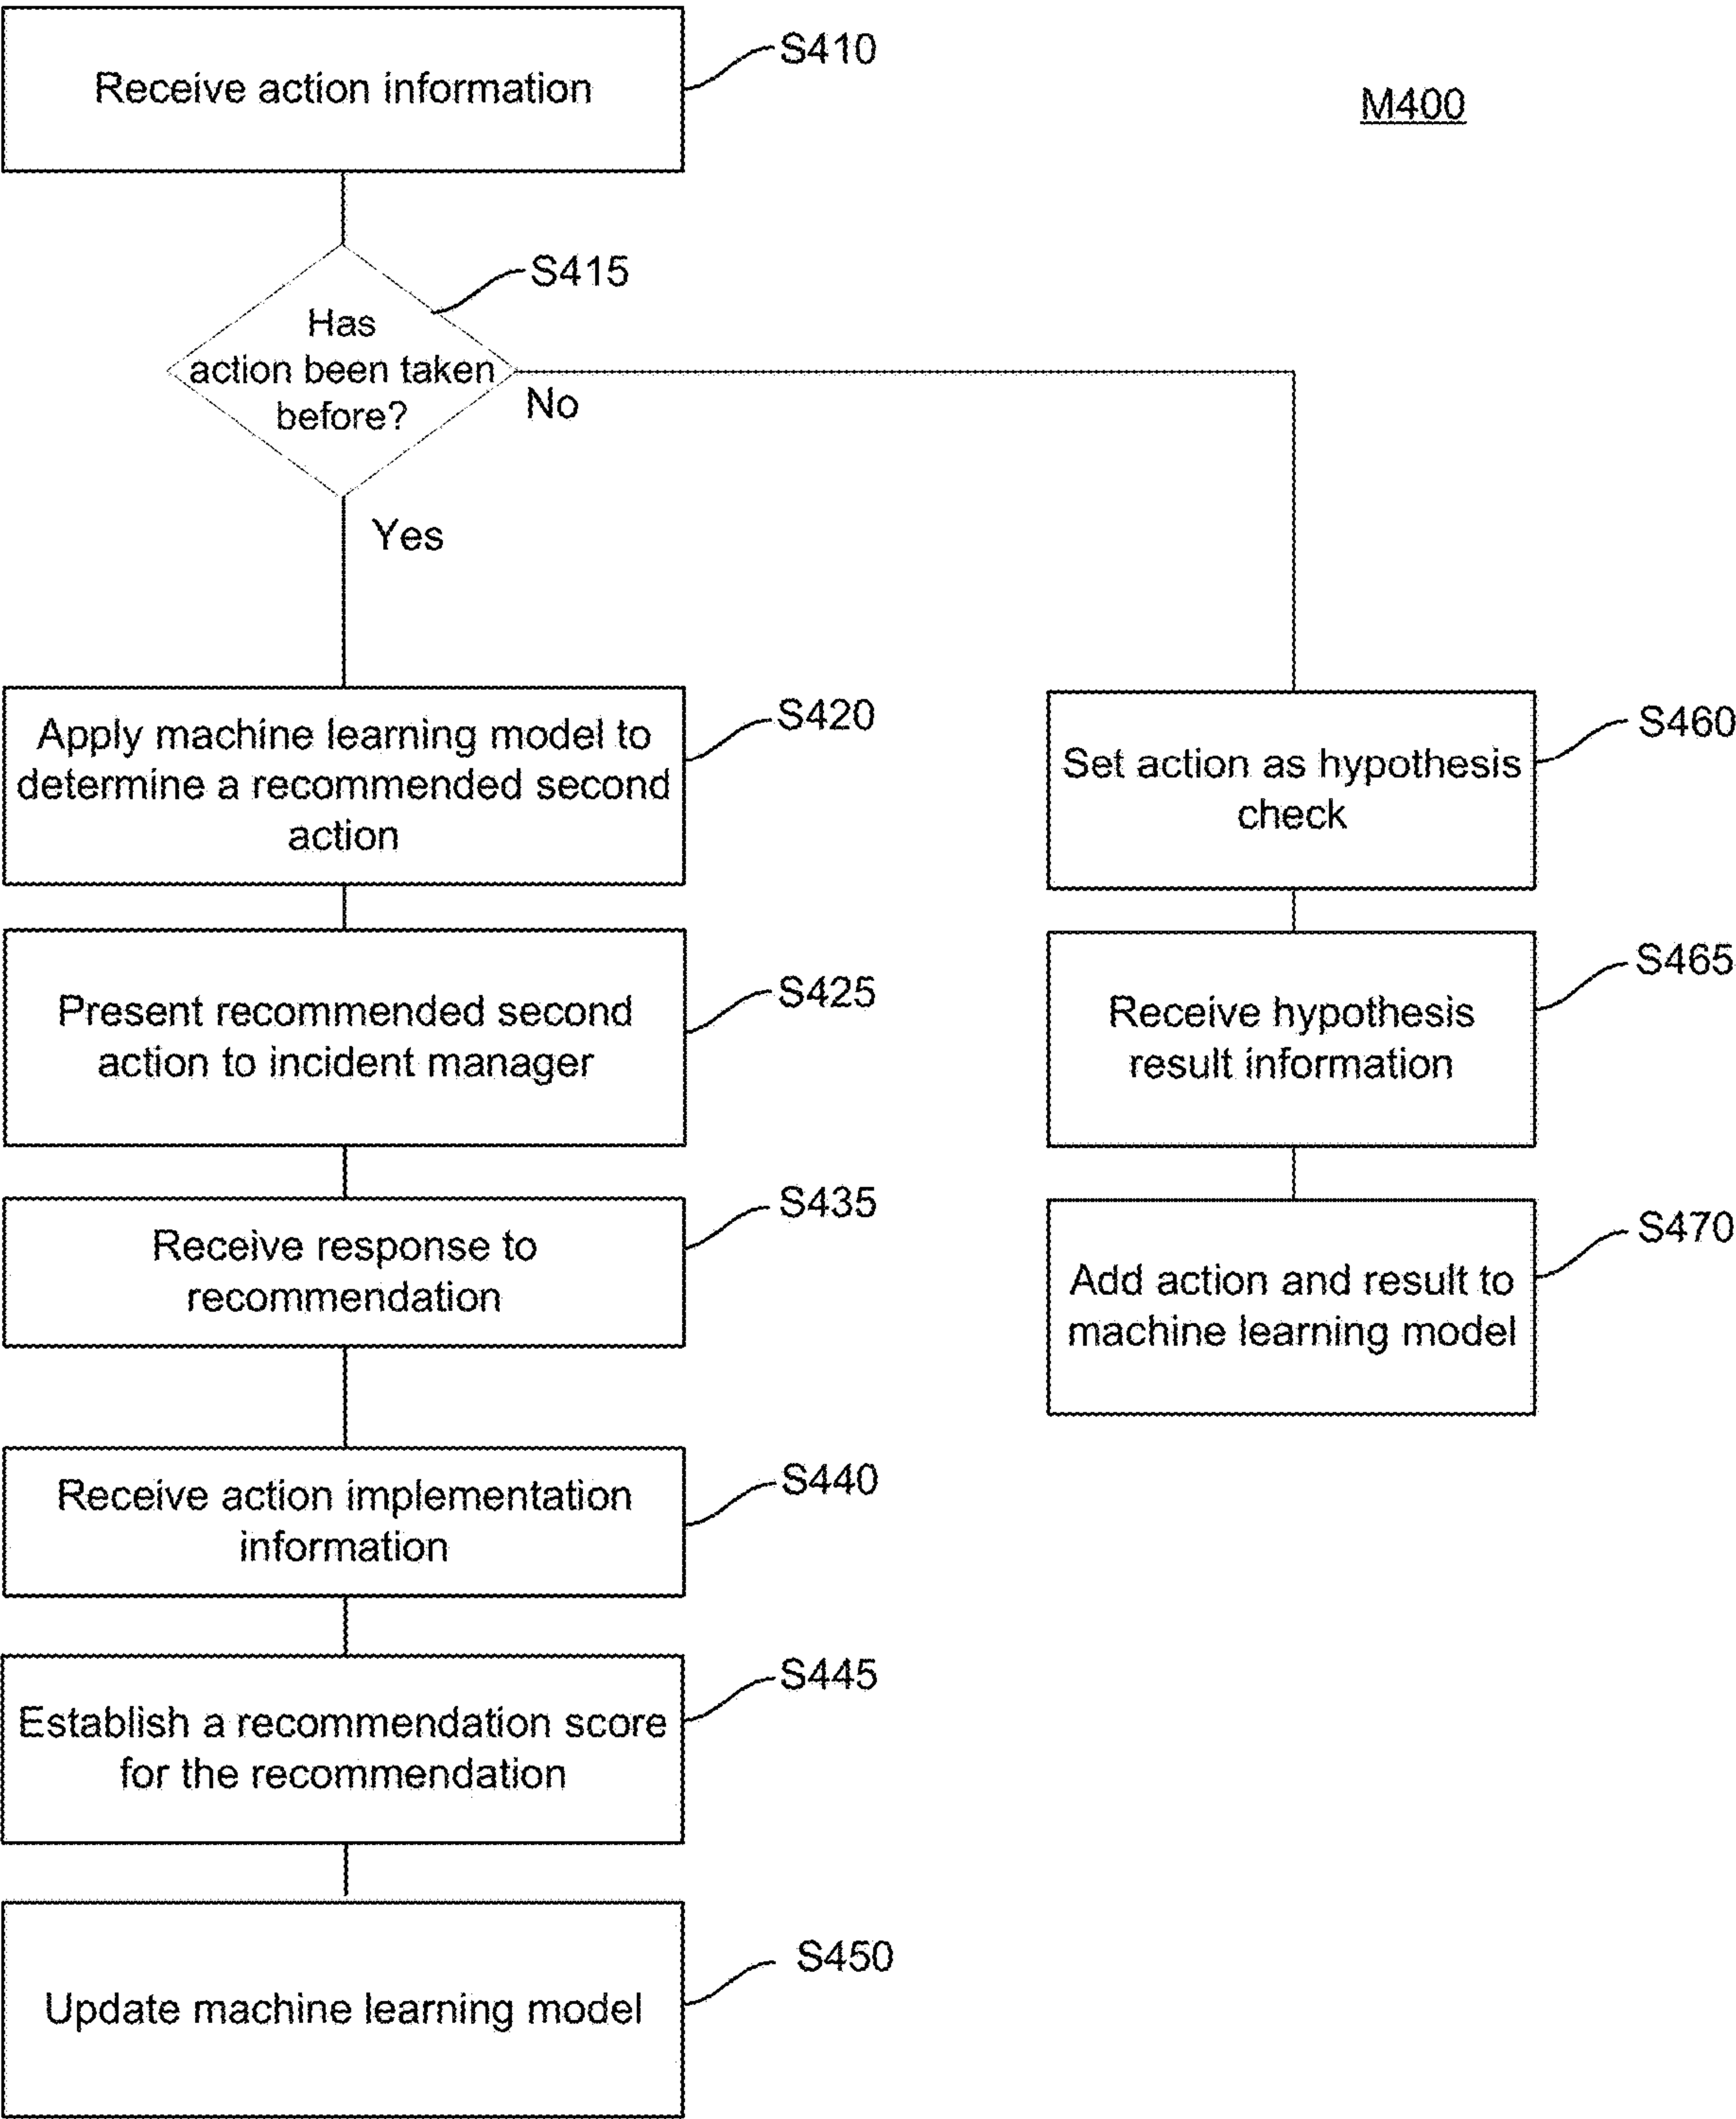 Receive action information
S410
M400
Has
action been taken
before?
S415
No
Yes
Apply machine learning model to
determine a recommended second
action
S420
Present recommended second
action to incident manager
S425
Receive response to
recommendation
S435
Receive action implementation
information
S440
Establish a recommendation score
for the recommendation
S445
Update machine learning model
S450
Set action as hypothesis
check
S460
Receive hypothesis
result information
S465
Add action and result to
machine learning model
S470